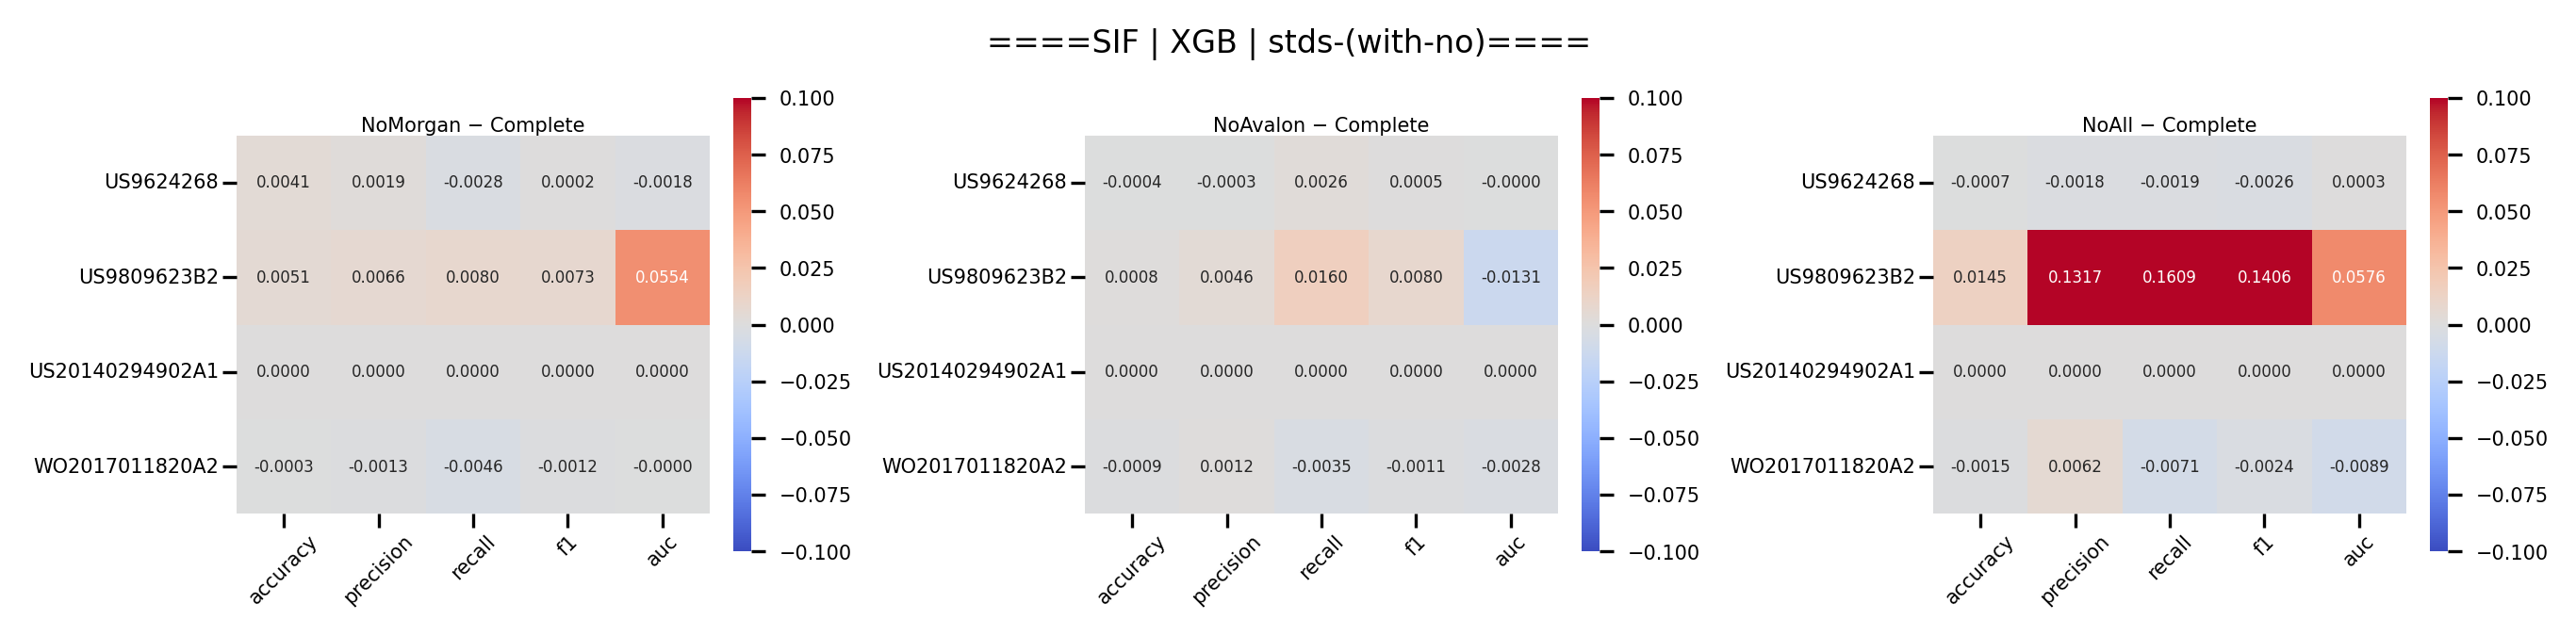 ====SIF | XGB | stds-(with-no)====
NoMorgan − Complete
US9624268 0.0041 0.0019 -0.0028 0.0002 -0.0018
US9809623B2 0.0051 0.0066 0.0080 0.0073 0.0554
US20140294902A1 0.0000 0.0000 0.0000 0.0000 0.0000
WO2017011820A2 -0.0003 -0.0013 -0.0046 -0.0012 -0.0000
accuracy precision recall f1 auc
0.100
0.075
0.050
0.025
0.000
−0.025
−0.050
−0.075
−0.100
NoAvalon − Complete
US9624268 -0.0004 -0.0003 0.0026 0.0005 -0.0000
US9809623B2 0.0008 0.0046 0.0160 0.0080 -0.0131
US20140294902A1 0.0000 0.0000 0.0000 0.0000 0.0000
WO2017011820A2 -0.0009 0.0012 -0.0035 -0.0011 -0.0028
accuracy precision recall f1 auc
0.100
0.075
0.050
0.025
0.000
−0.025
−0.050
−0.075
−0.100
NoAll − Complete
US9624268 -0.0007 -0.0018 -0.0019 -0.0026 0.0003
US9809623B2 0.0145 0.1317 0.1609 0.1406 0.0576
US20140294902A1 0.0000 0.0000 0.0000 0.0000 0.0000
WO2017011820A2 -0.0015 0.0062 -0.0071 -0.0024 -0.0089
accuracy precision recall f1 auc
0.100
0.075
0.050
0.025
0.000
−0.025
−0.050
−0.075
−0.100